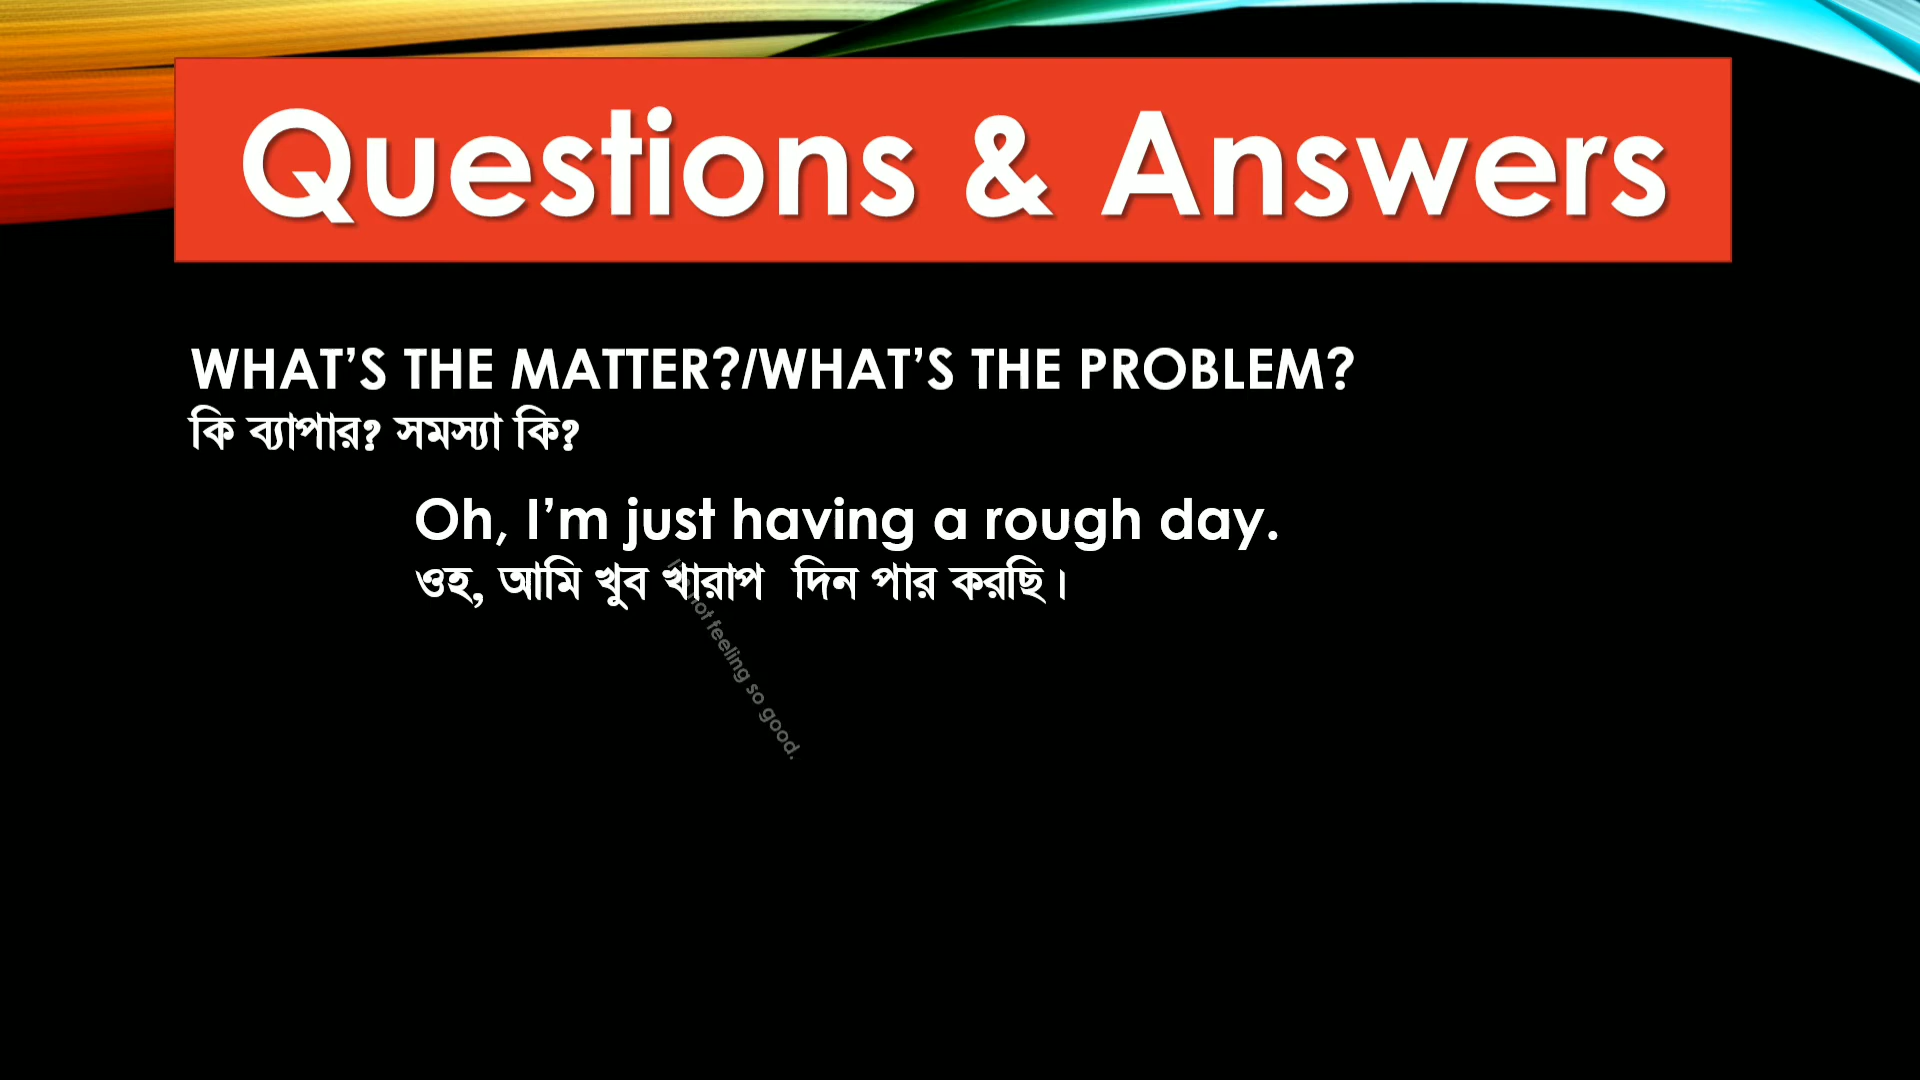 Questions & Answers
WHAT’S THE MATTER?/WHAT’S THE PROBLEM?
কি ব্যাপার? সমস্যা কি?
Oh, I’m just having a rough day.
ওহ, আমি খুব খারাপ দিন পার করছি।
not feeling so good.